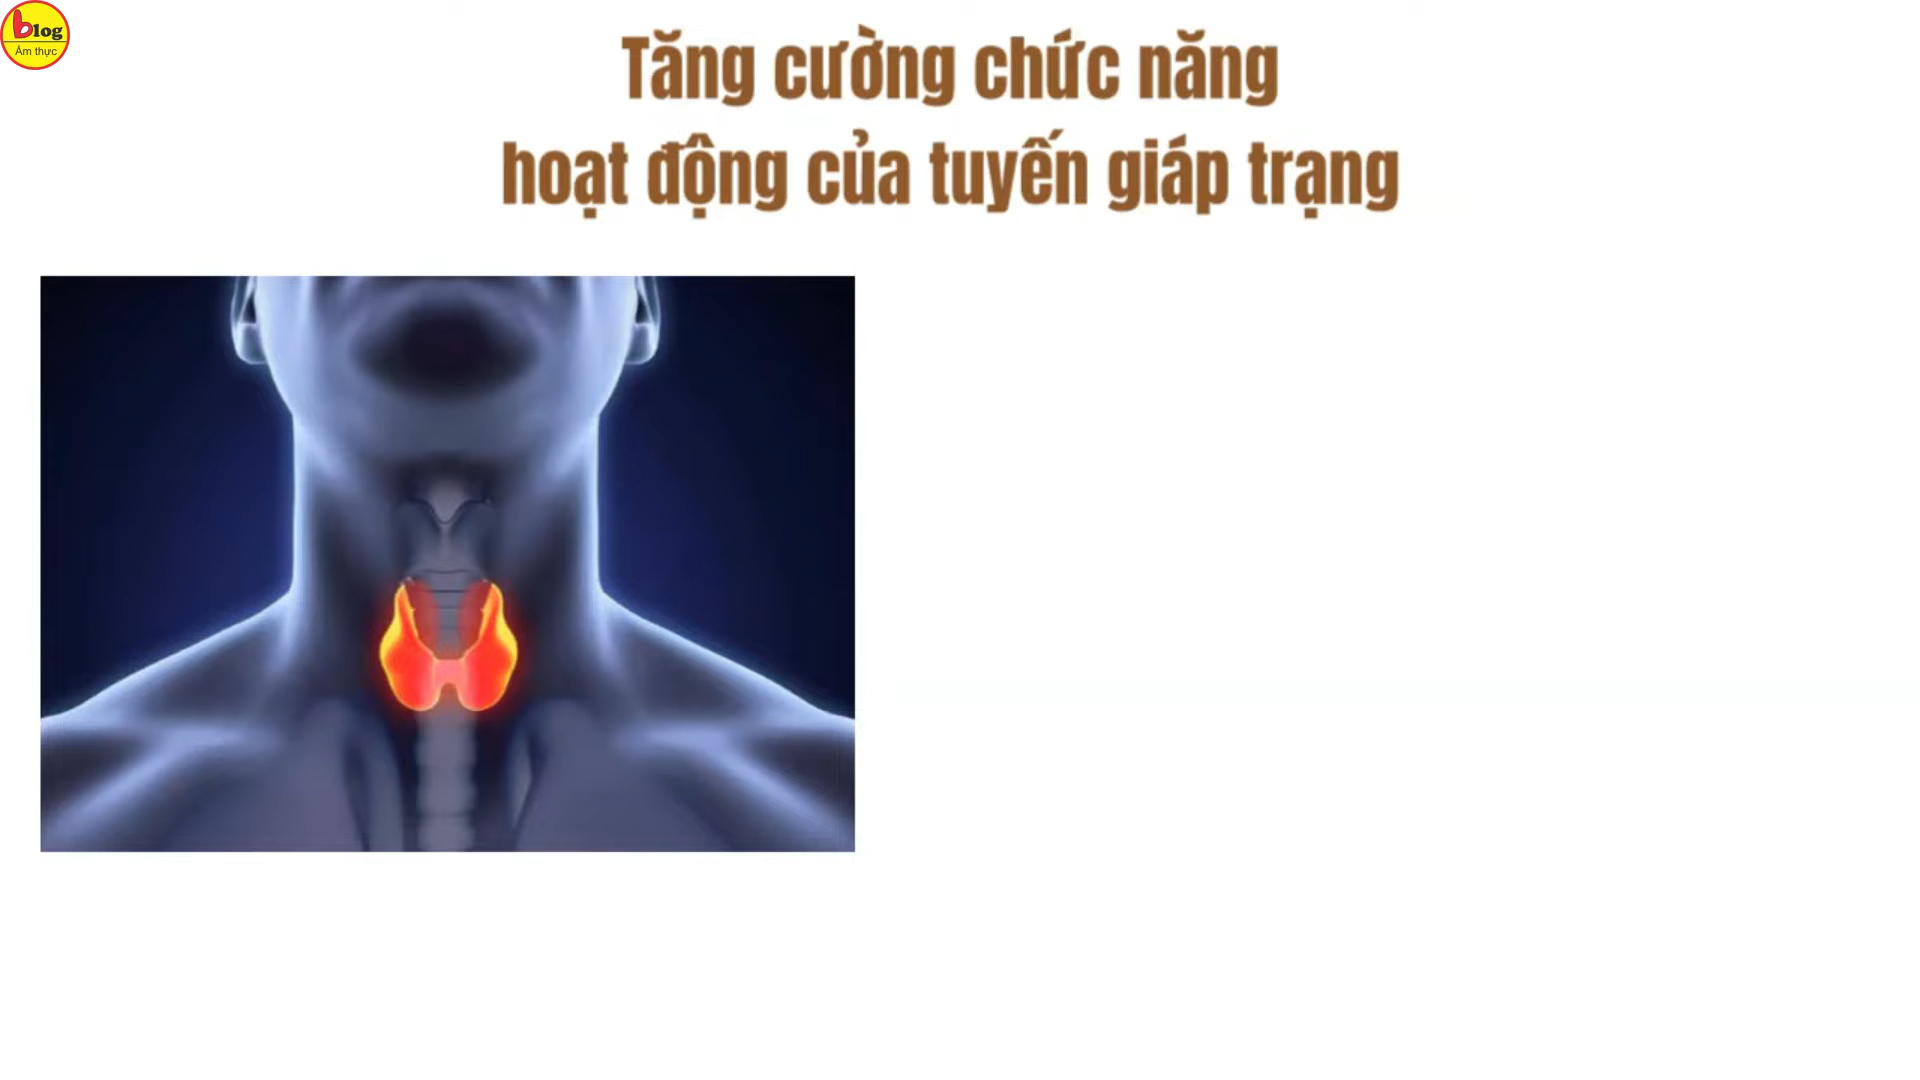 blog
Ẩm thực
Tăng cường chức năng
hoạt động của tuyến giáp trạng